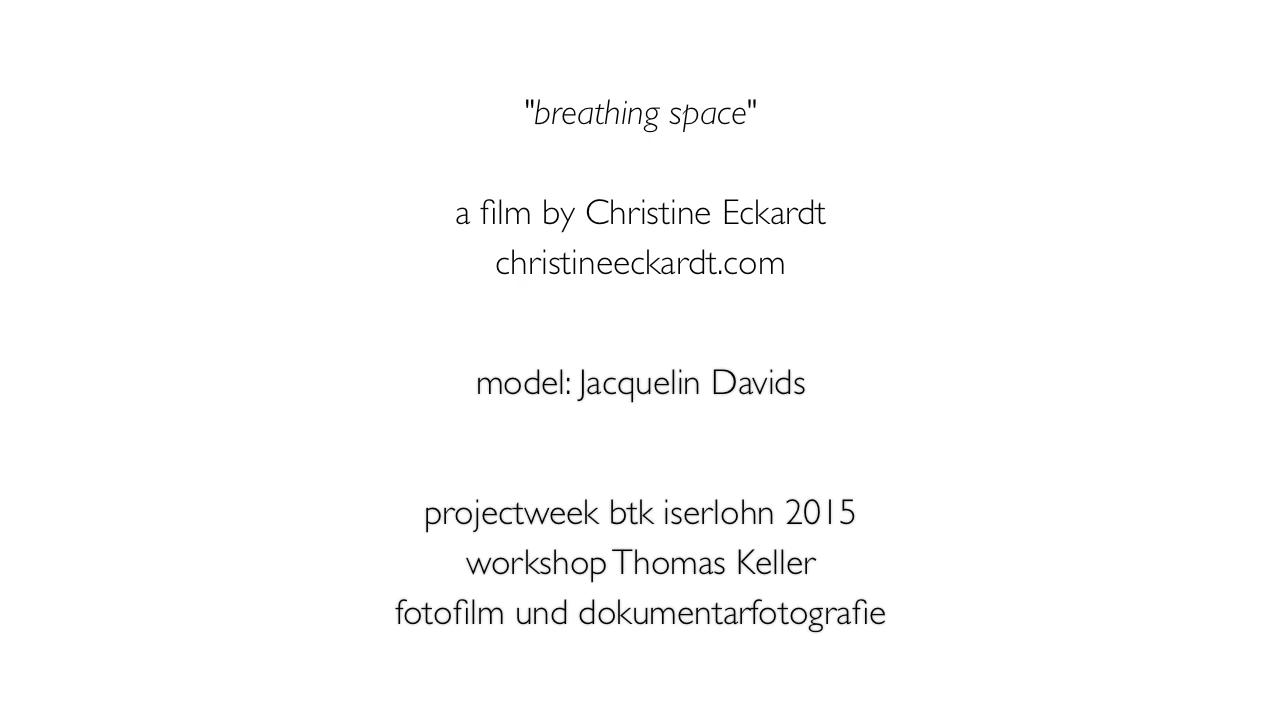 "breathing space"
a film by Christine Eckardt
christineeckardt.com
model: Jacquelin Davids
projectweek btk iserlohn 2015
workshop Thomas Keller
fotofilm und dokumentarfotografie